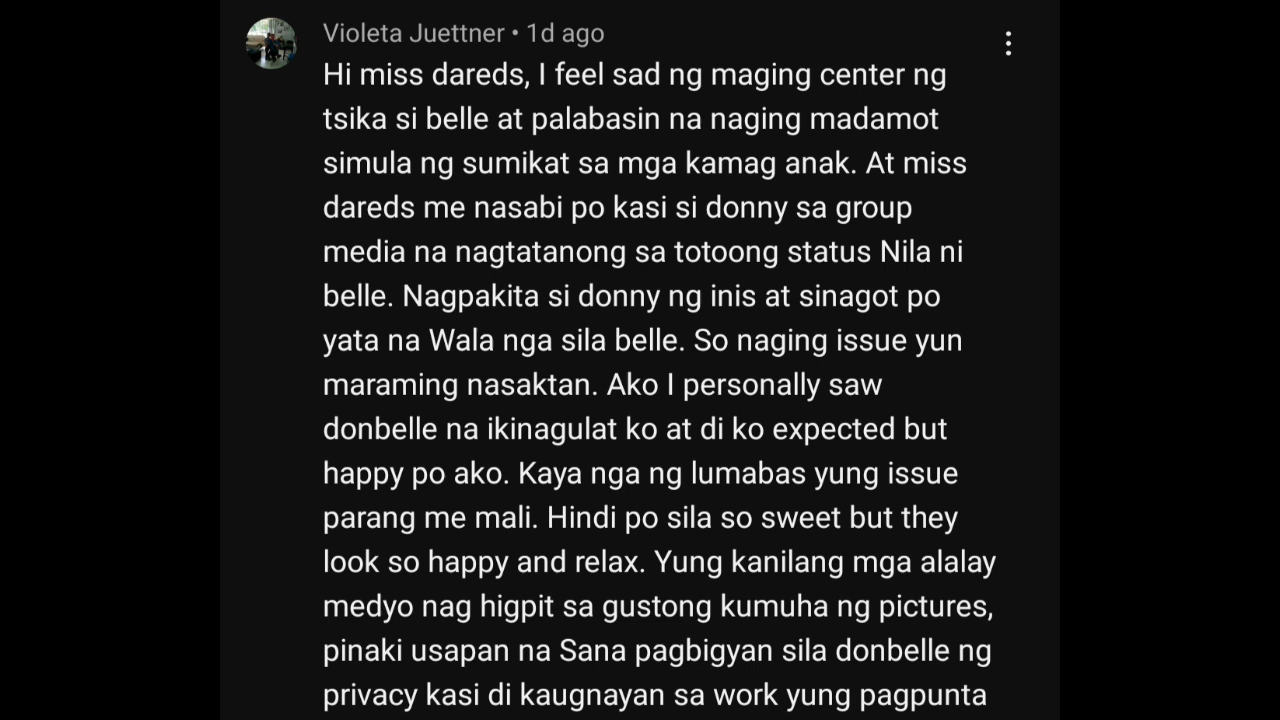 Violeta Juettner • 1d ago
Hi miss dareds, I feel sad ng maging center ng
tsika si belle at palabasin na naging madamot
simula ng sumikat sa mga kamag anak. At miss
dareds me nasabi po kasi si donny sa group
media na nagtatanong sa totoong status Nila ni
belle. Nagpakita si donny ng inis at sinagot po
yata na Wala nga sila belle. So naging issue yun
maraming nasaktan. Ako I personally saw
donbelle na ikinagulat ko at di ko expected but
happy po ako. Kaya nga ng lumabas yung issue
parang me mali. Hindi po sila so sweet but they
look so happy and relax. Yung kanilang mga alalay
medyo nag higpit sa gustong kumuha ng pictures,
pinaki usapan na Sana pagbigyan sila donbelle ng
privacy kasi di kaugnayan sa work yung pagpunta